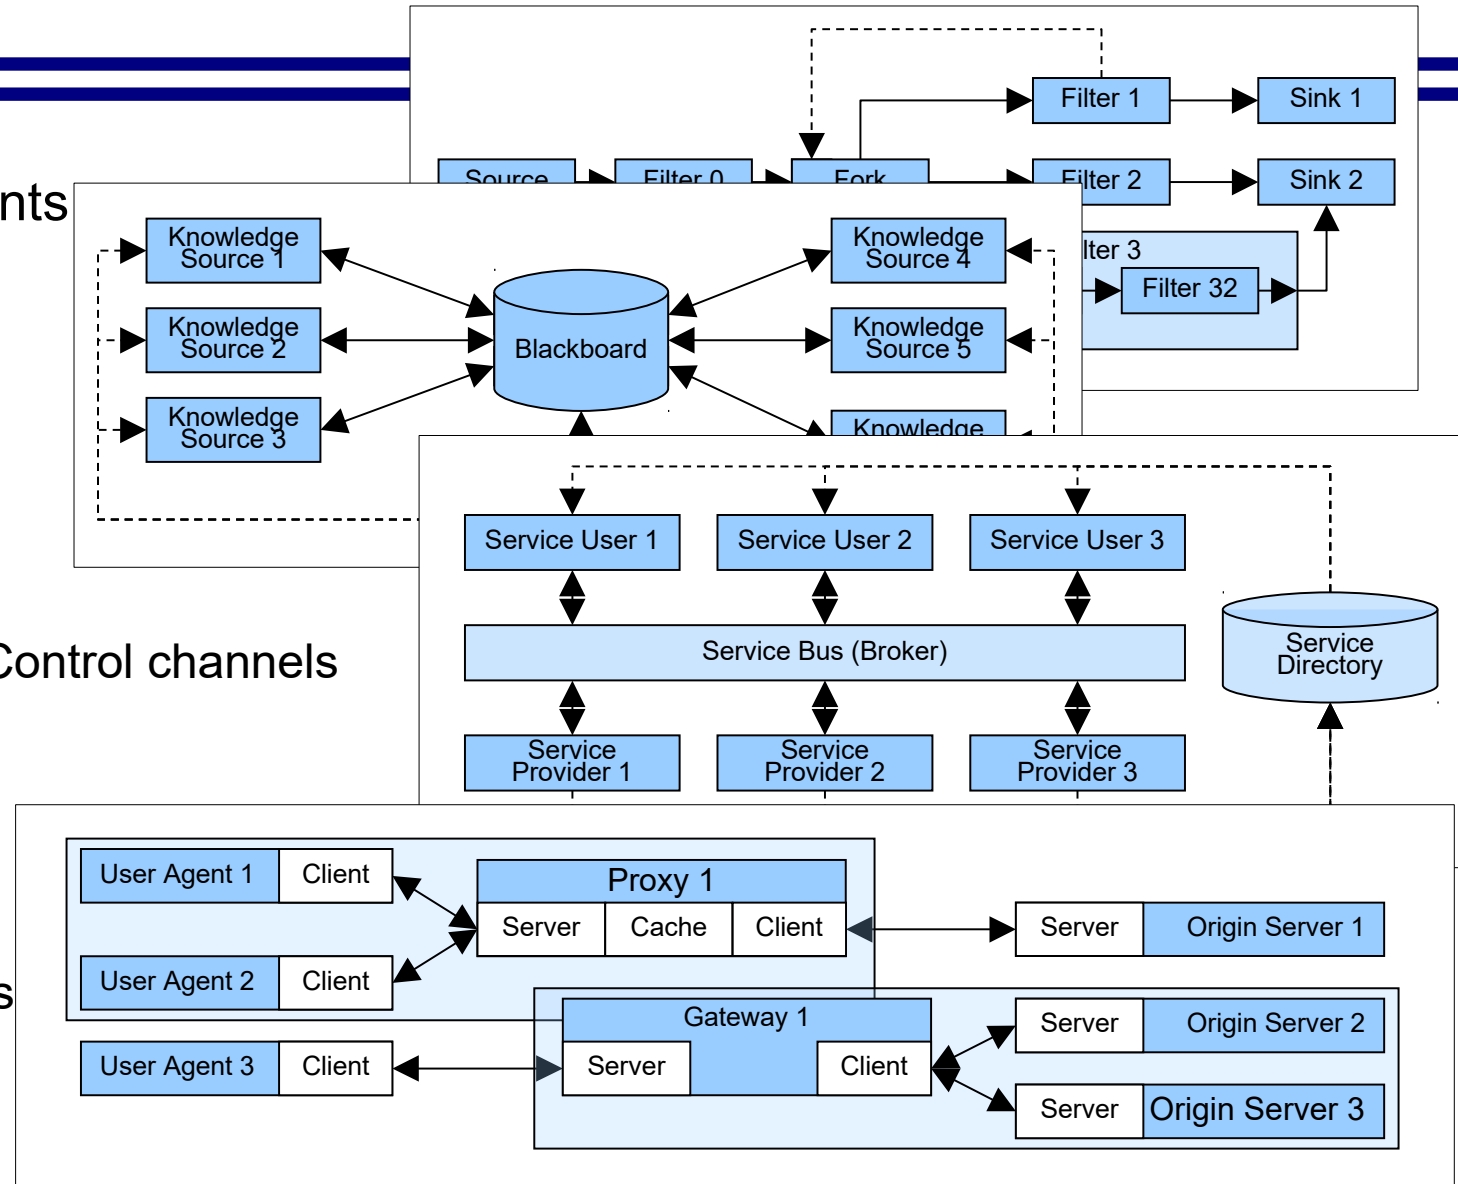 Filter 1
Sink 1
Source
Filter 0
Fork
Filter 2
Sink 2
nts
Knowledge
Source 1
Knowledge
Source 4
lter 3
Filter 32
Knowledge
Source 2
Blackboard
Knowledge
Source 5
Knowledge
Source 3
Knowledge
Service User 1
Service User 2
Service User 3
Control channels
Service Bus (Broker)
Service
Directory
Service
Provider 1
Service
Provider 2
Service
Provider 3
User Agent 1
Client
Proxy 1
Server
Cache
Client
Server
Origin Server 1
User Agent 2
Client
s
Gateway 1
Server
Origin Server 2
User Agent 3
Client
Server
Client
Server
Origin Server 3